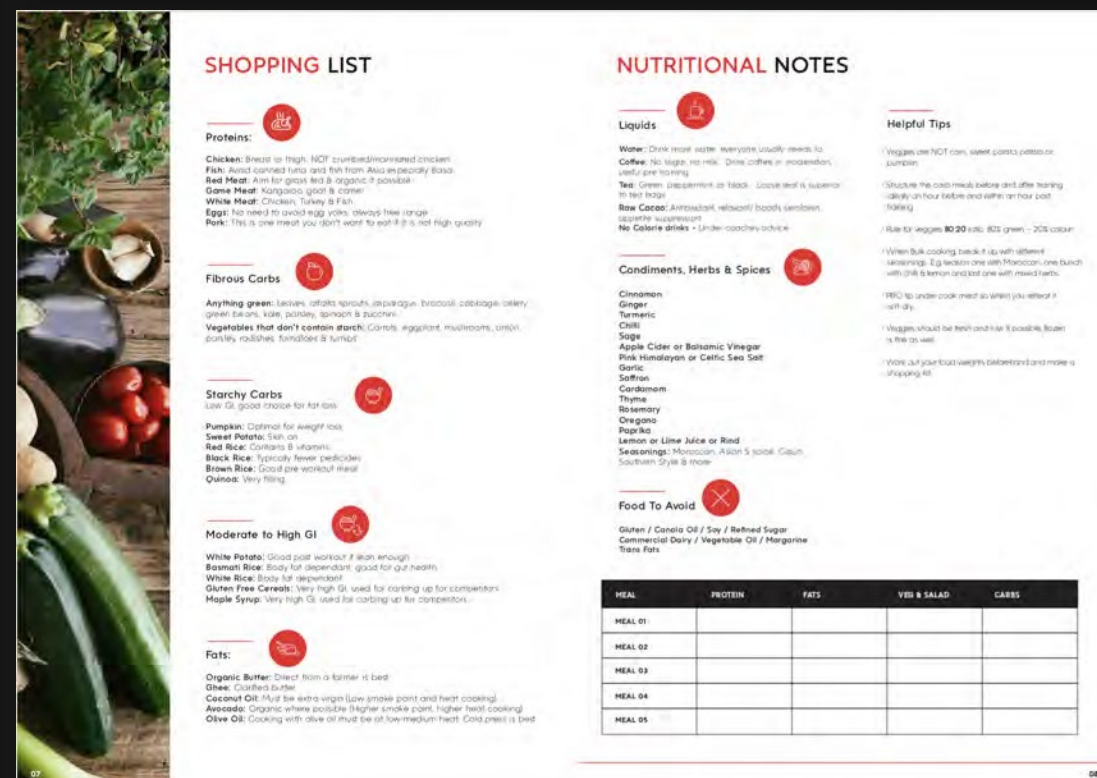 SHOPPING LIST
Proteins:
Chicken: Breast or thigh, NOT crumbed/marinated chicken
Fish: Avoid canned tuna and fish from Asia especially Basa
Red Meat: Aim for grass fed & organic if possible
Game Meat: Kangaroo, goat & camel
White Meat: Chicken, Turkey & Fish
Eggs: No need to avoid egg yolks, always free range
Pork: This is one meat you don't want to eat if it is not high quality
Fibrous Carbs
Anything green: Leaves, alfalfa sprouts, asparagus, broccoli, cabbage, celery
green beans, kale, parsley, spinach & zucchini
Vegetables that don't contain starch: Carrots, eggplant, mushrooms, onion,
parsley, radishes, tomatoes & turnips
Starchy Carbs
Low GI, good choice for fat loss
Pumpkin: Optimal for weight loss
Sweet Potato: Skin on
Red Rice: Contains B vitamins
Black Rice: Typically fewer pesticides
Brown Rice: Good pre workout meal
Quinoa: Very filling
Moderate to High GI
White Potato: Good post workout if lean enough
Basmati Rice: Body fat dependant, good for gut health
White Rice: Body fat dependant
Gluten Free Cereals: Very high GI, used for carbing up for competitors
Maple Syrup: Very high GI, used for carbing up for competitors
Fats:
Organic Butter: Direct from a farmer is best
Ghee: Clarified butter
Coconut Oil: Must be extra virgin (Low smoke point and heat cooking)
Avocado: Organic where possible (Higher smoke point, higher heat cooking)
Olive Oil: Cooking with olive oil must be at low-medium heat. Cold press is best
07
NUTRITIONAL NOTES
Liquids
Water: Drink more water, everyone usually needs to
Coffee: No sugar, no milk. Drink coffee in moderation,
useful pre training
Tea: Green, peppermint or black. Loose leaf is superior
to tea bags
Raw Cacao: Antioxidant, relaxant/ boosts serotonin,
appetite suppressant
No Calorie drinks - Under coaches advice
Condiments, Herbs & Spices
Cinnamon
Ginger
Turmeric
Chilli
Sage
Apple Cider or Balsamic Vinegar
Pink Himalayan or Celtic Sea Salt
Garlic
Saffron
Cardamom
Thyme
Rosemary
Oregano
Paprika
Lemon or Lime Juice or Rind
Seasonings: Moroccan, Asian 5 spice, Cajun,
Southern Style & more
Food To Avoid
Gluten / Canola Oil / Soy / Refined Sugar
Commercial Dairy / Vegetable Oil / Margarine
Trans Fats
Helpful Tips
Veggies are NOT corn, sweet potato, potato or
pumpkin
Structure the carb meals before and after training
ideally an hour before and within an hour post
training
Rule for veggies 80:20 ratio. 80% green - 20% colour
When Bulk cooking, break it up with different
seasonings. E.g season one with Moroccan, one bunch
with chilli & lemon and last one with mixed herbs
PRO tip under cook meat so when you reheat it
isn't dry
Veggies should be fresh and raw if possible, frozen
is fine as well
Work out your food weights beforehand and make a
shopping list
MEAL PROTEIN FATS VEG & SALAD CARBS
MEAL 01
MEAL 02
MEAL 03
MEAL 04
MEAL 05
08